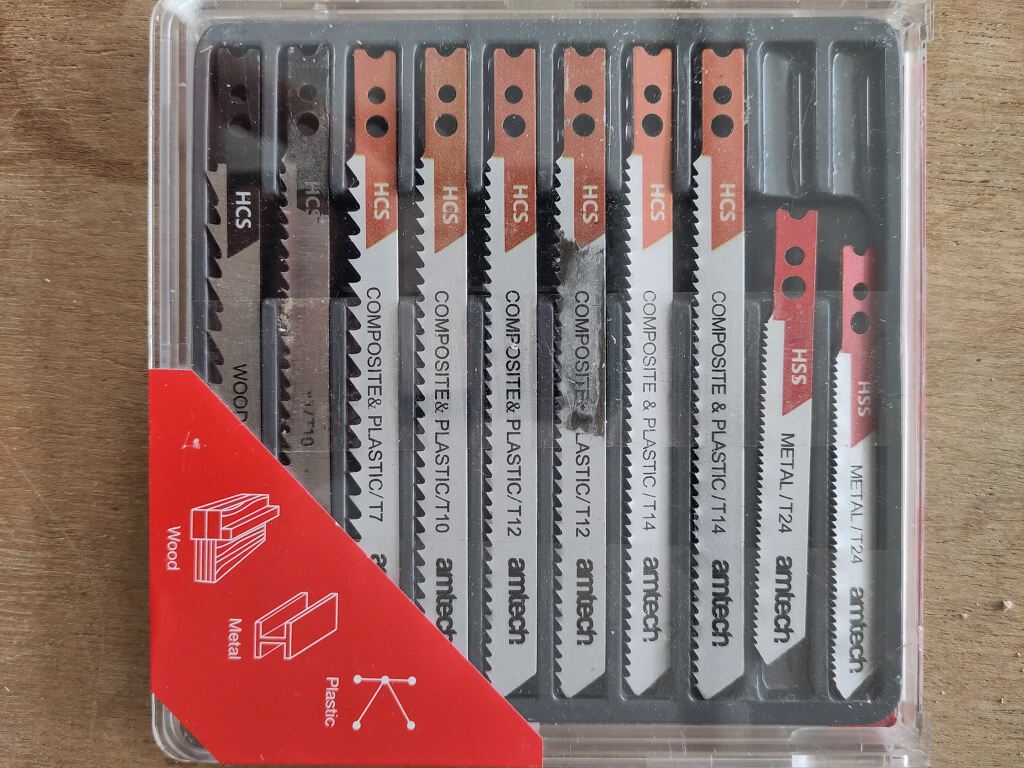 HCS
WOOD
HCS
/T10
HCS
COMPOSITE& PLASTIC/T7
am
HCS
COMPOSITE& PLASTIC/T10
amtech
HCS
COMPOSITE& PLASTIC/T12
amtech
HCS
COMPOSITE& PLASTIC/T12
amtech
HCS
COMPOSITE & PLASTIC/T14
amtech
HCS
COMPOSITE & PLASTIC/T14
amtech
HSS
METAL/T24
amtech
HSS
METAL/T24
amtech
Wood
Metal
Plastic